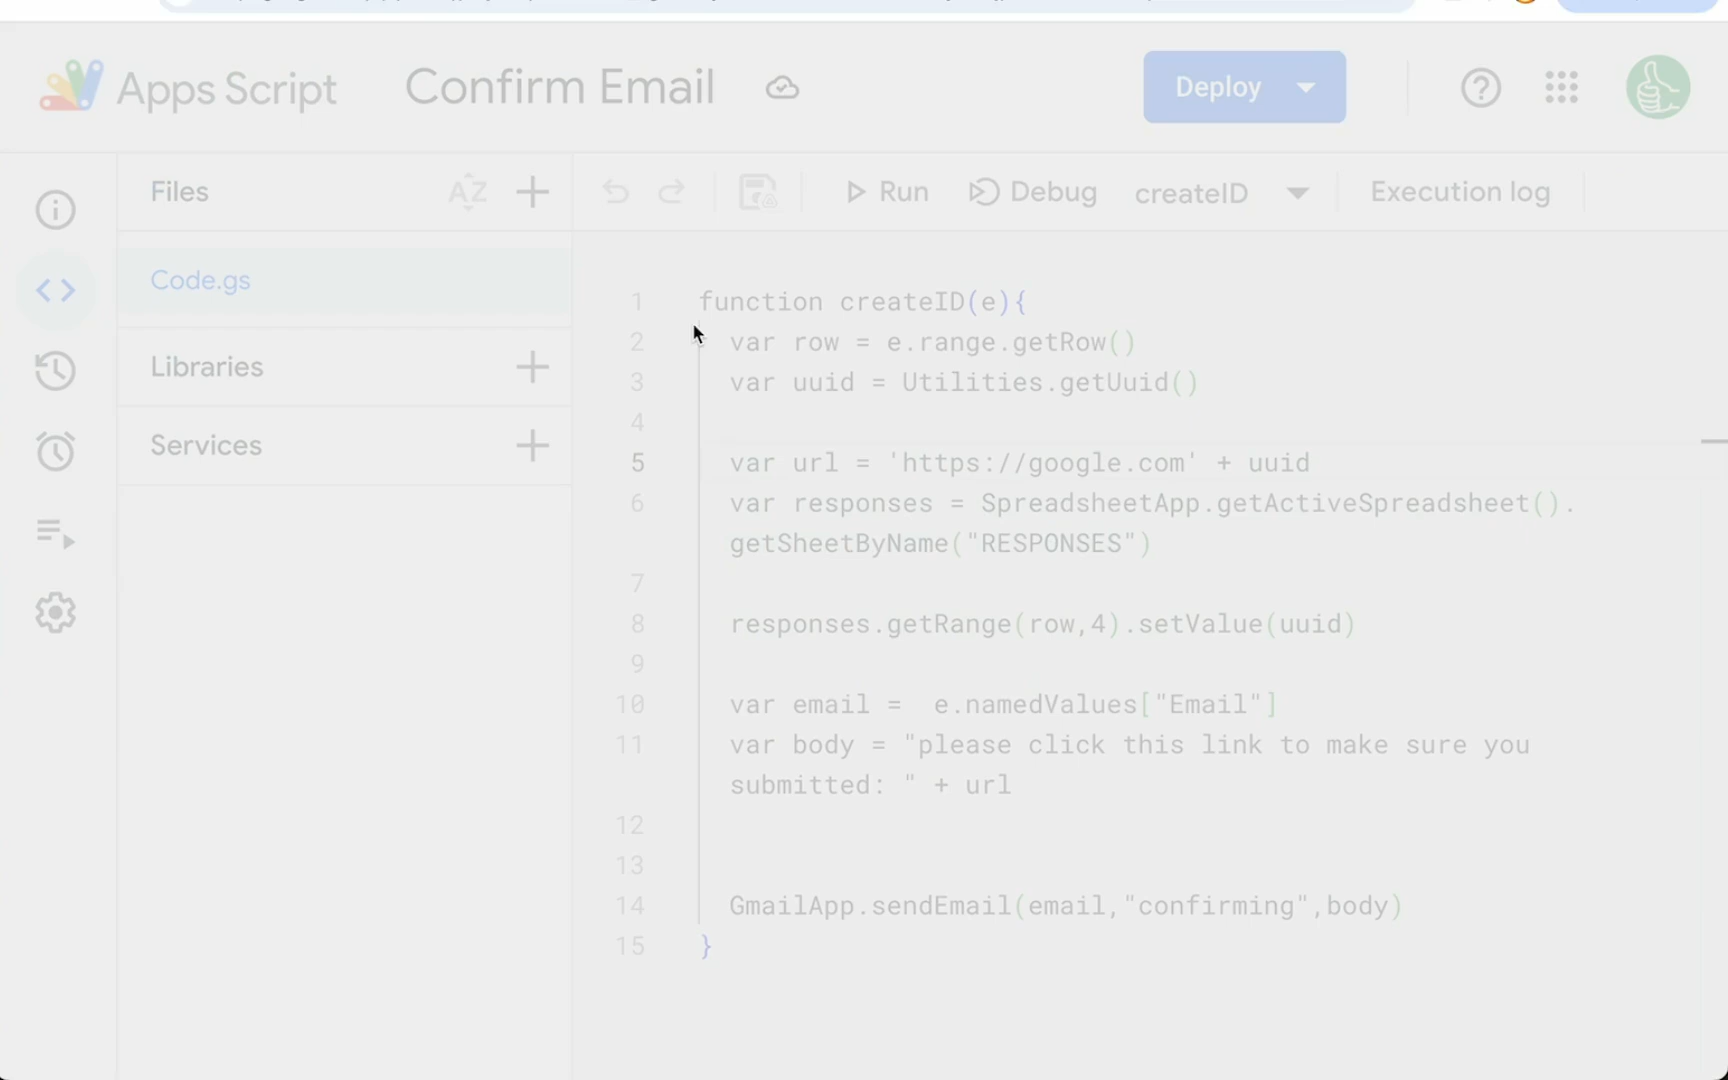 Apps Script
Confirm Email
Deploy
Files
AZ
Run
Debug
createID
Execution log
Code.gs
Libraries
Services
1 function createID(e){
2 var row = e.range.getRow()
3 var uuid = Utilities.getUuid()
4
5 var url = 'https://google.com' + uuid
6 var responses = SpreadsheetApp.getActiveSpreadsheet().
getSheetByName("RESPONSES")
7
8 responses.getRange(row,4).setValue(uuid)
9
10 var email =  e.namedValues["Email"]
11 var body = "please click this link to make sure you
submitted: " + url
12
13
14 GmailApp.sendEmail(email,"confirming",body)
15 }